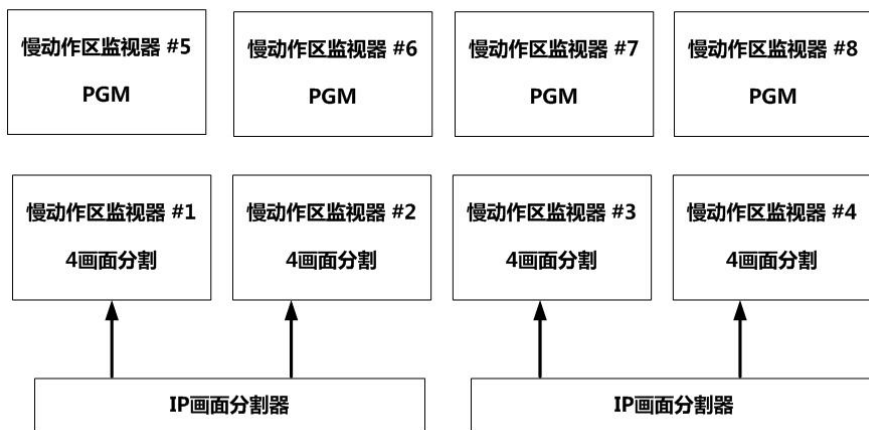 慢动作区监视器 #5
PGM
慢动作区监视器 #6
PGM
慢动作区监视器 #7
PGM
慢动作区监视器 #8
PGM
慢动作区监视器 #1
4画面分割
慢动作区监视器 #2
4画面分割
慢动作区监视器 #3
4画面分割
慢动作区监视器 #4
4画面分割
IP画面分割器
IP画面分割器